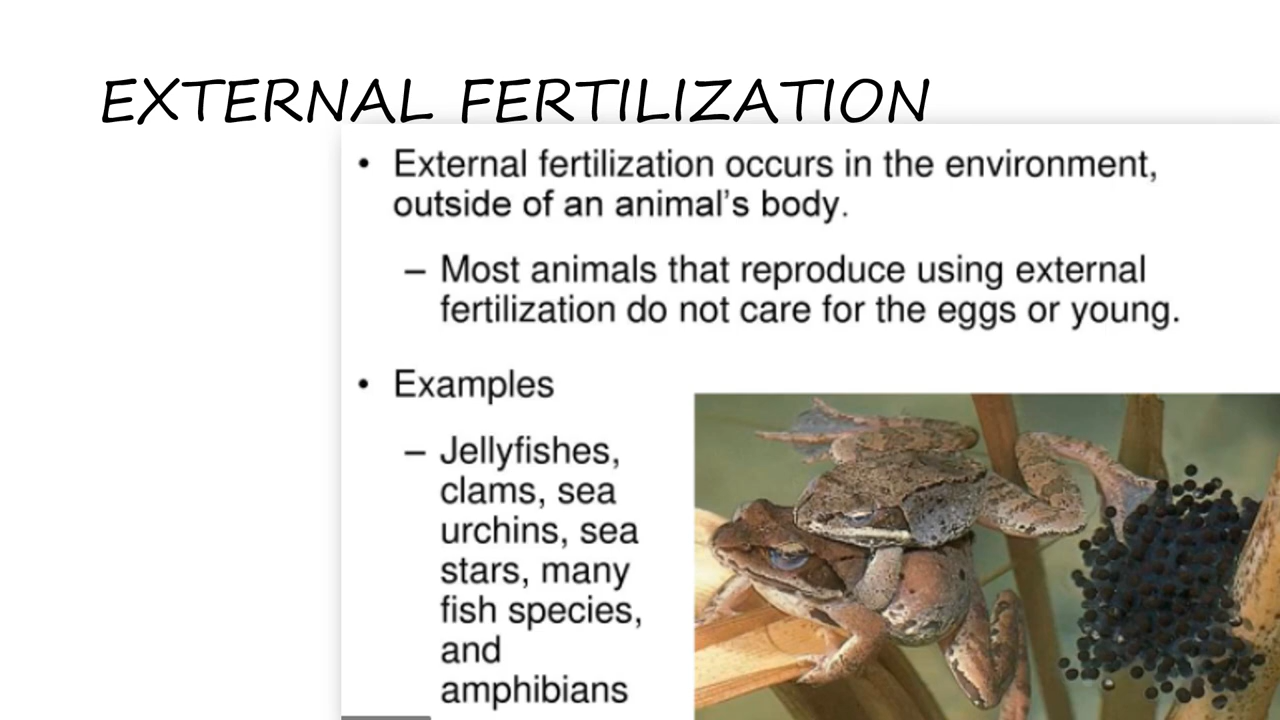 EXTERNAL FERTILIZATION
• External fertilization occurs in the environment,
outside of an animal's body.
– Most animals that reproduce using external
fertilization do not care for the eggs or young.
• Examples
– Jellyfishes,
clams, sea
urchins, sea
stars, many
fish species,
and
amphibians